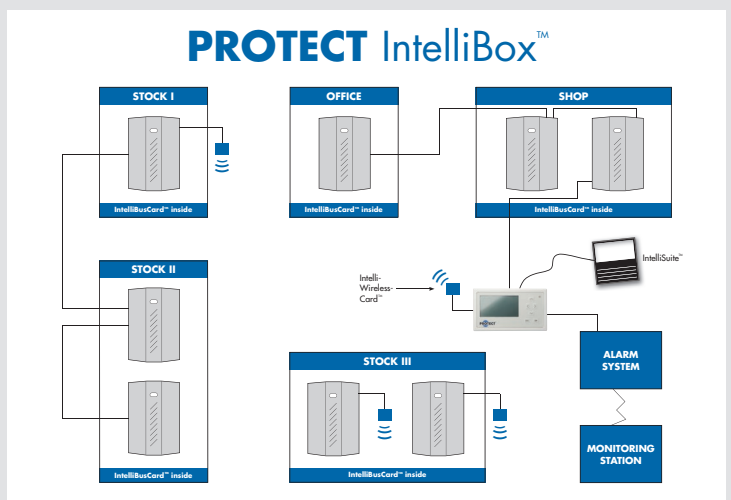 PROTECT IntelliBox™
STOCK I
IntelliBusCard™ inside
OFFICE
IntelliBusCard™ inside
SHOP
IntelliBusCard™ inside
STOCK II
IntelliBusCard™ inside
Intelli-
Wireless-
Card™
IntelliSuite™
PROTECT
STOCK III
IntelliBusCard™ inside
ALARM
SYSTEM
MONITORING
STATION